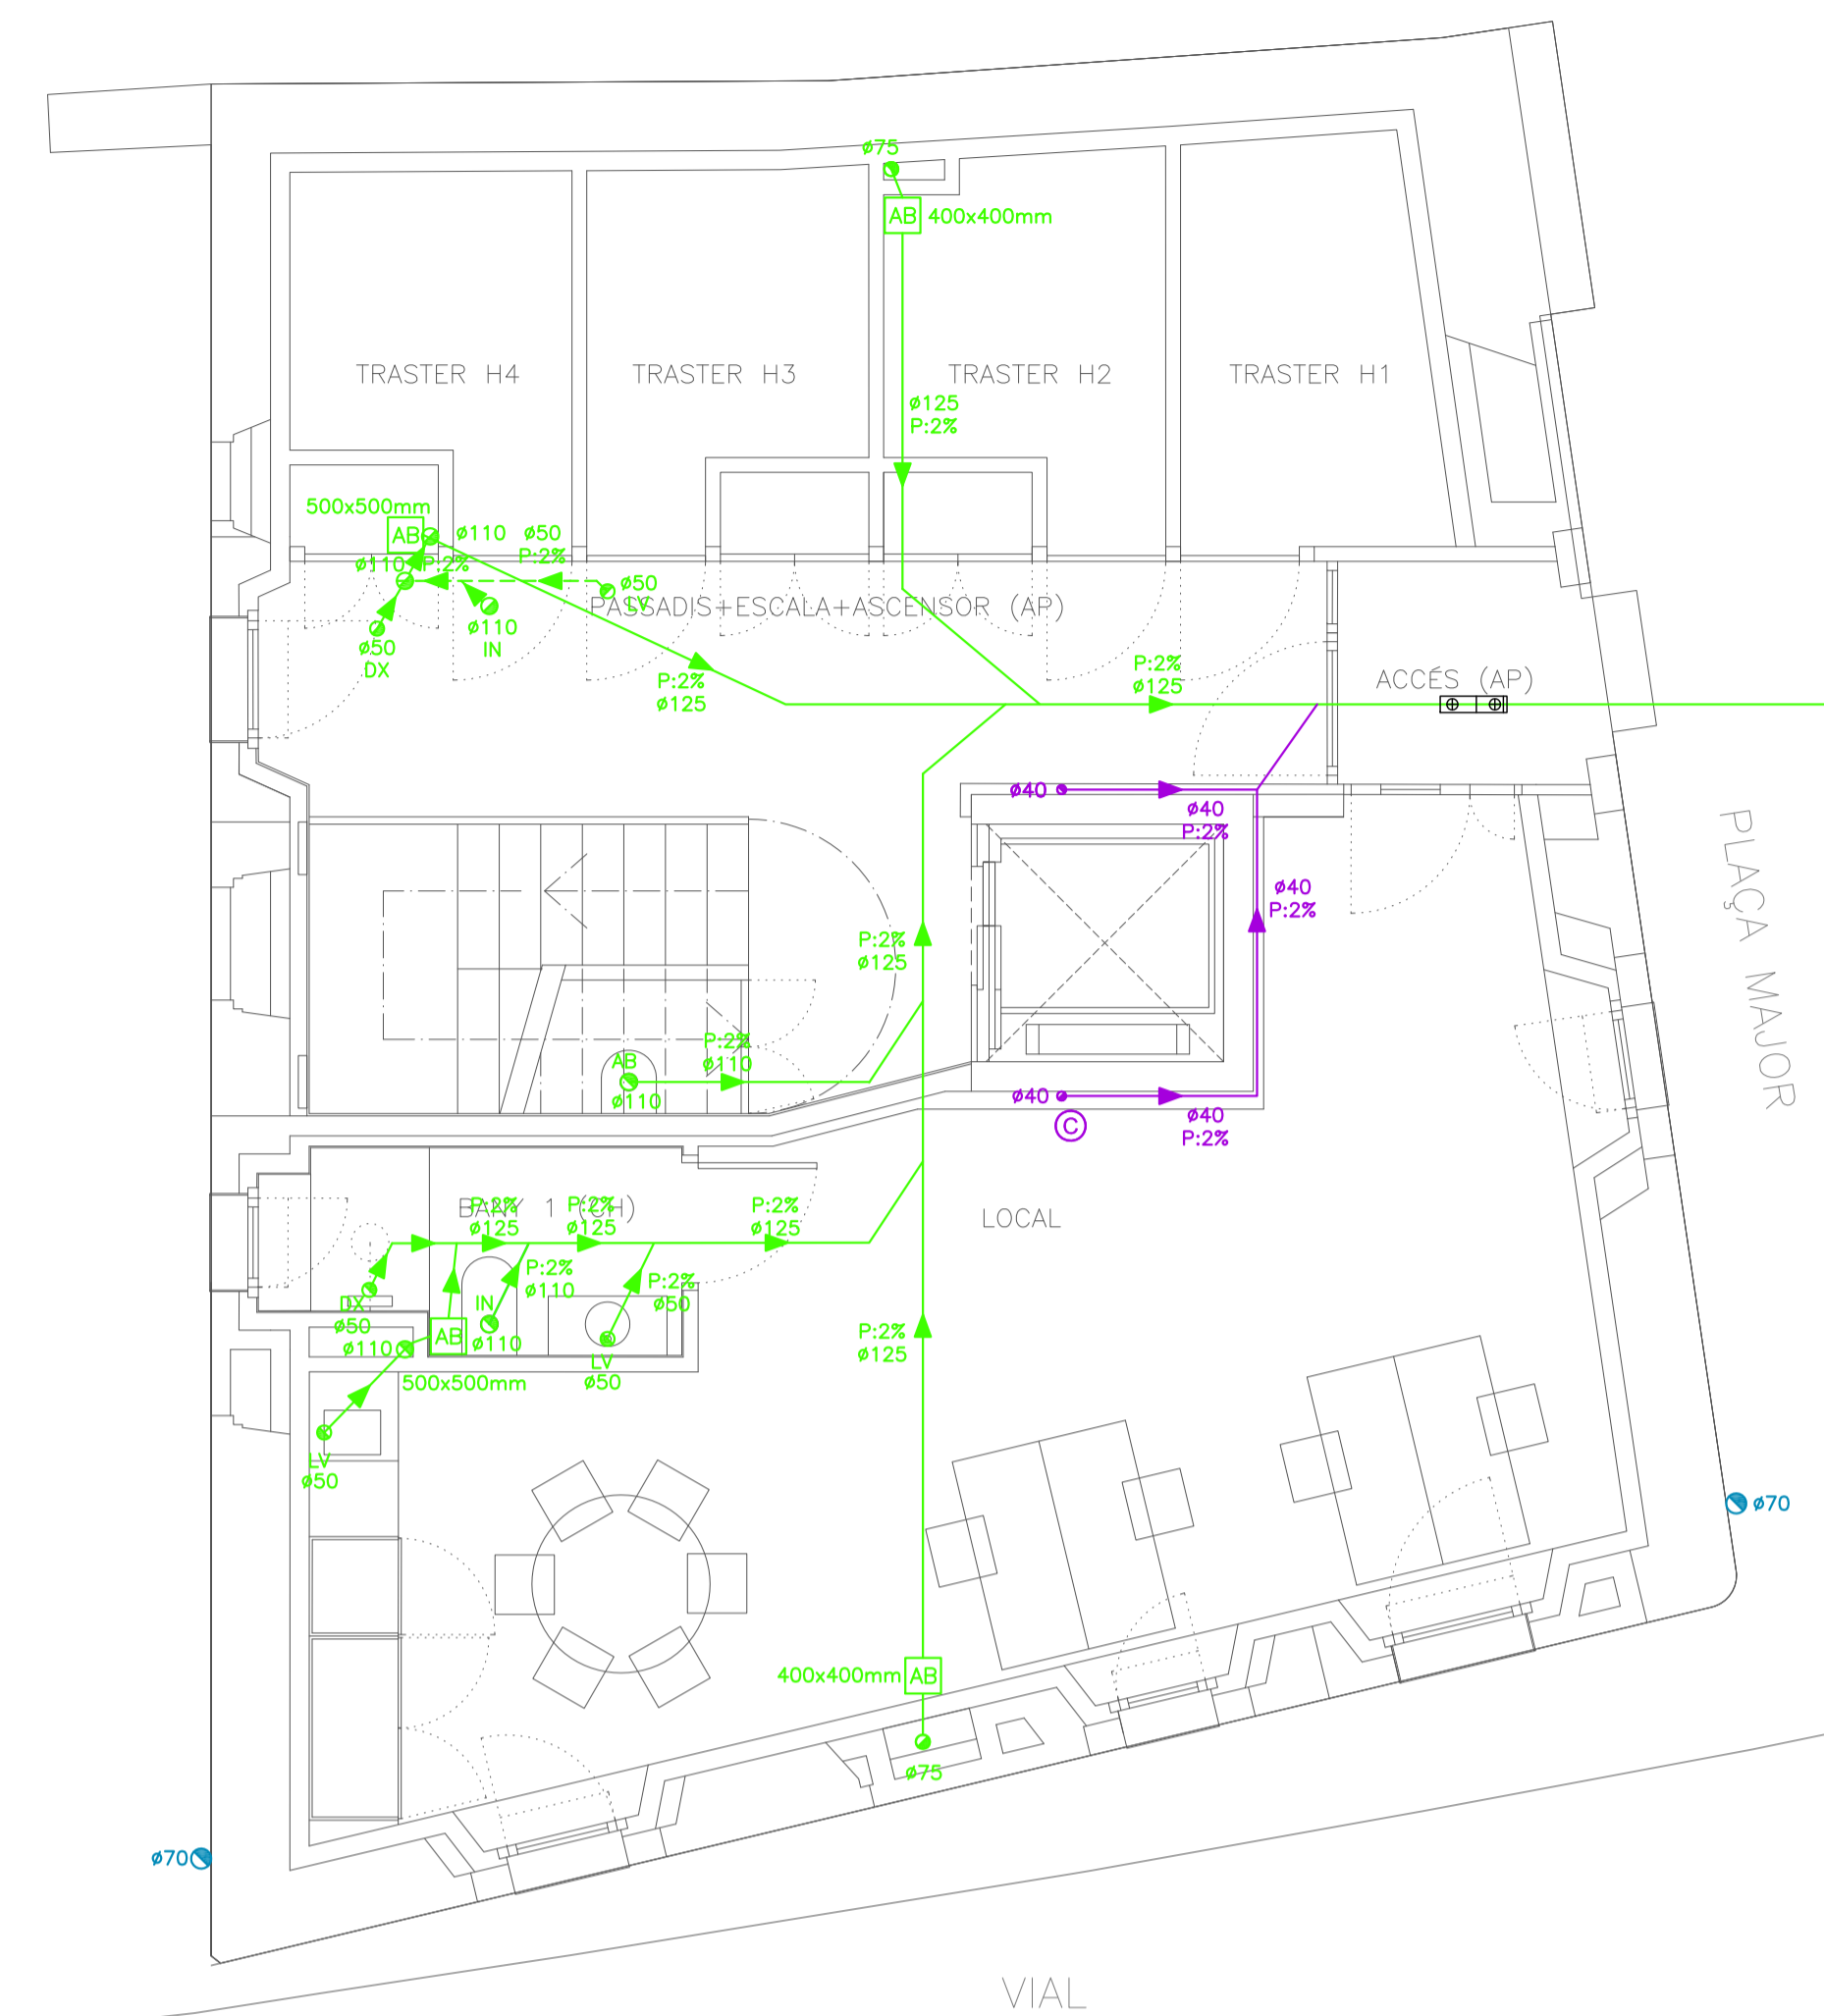 ø75
AB 400x400mm
TRASTER H4
TRASTER H3
TRASTER H2
TRASTER H1
ø125
P:2%
500x500mm
AB
ø110
ø50
P:2%
ø110
P:2%
ø50
LV
PASSADIS+ESCALA+ASCENSOR (AP)
ø110
IN
ø50
DX
P:2%
ø125
P:2%
ø125
ACCÉS (AP)
ø40
ø40
P:2%
PLAÇA MAJOR
ø40
P:2%
P:2%
ø125
P:2%
ø110
AB
ø110
ø40
ø40
P:2%
C
BANY 1 (CH)
P:2%
ø125
P:2%
ø125
P:2%
ø125
LOCAL
P:2%
ø110
P:2%
ø50
DX
ø50
IN
ø110
ø110
AB
500x500mm
LV
ø50
P:2%
ø125
LV
ø50
ø70
400x400mm AB
ø75
ø70
VIAL